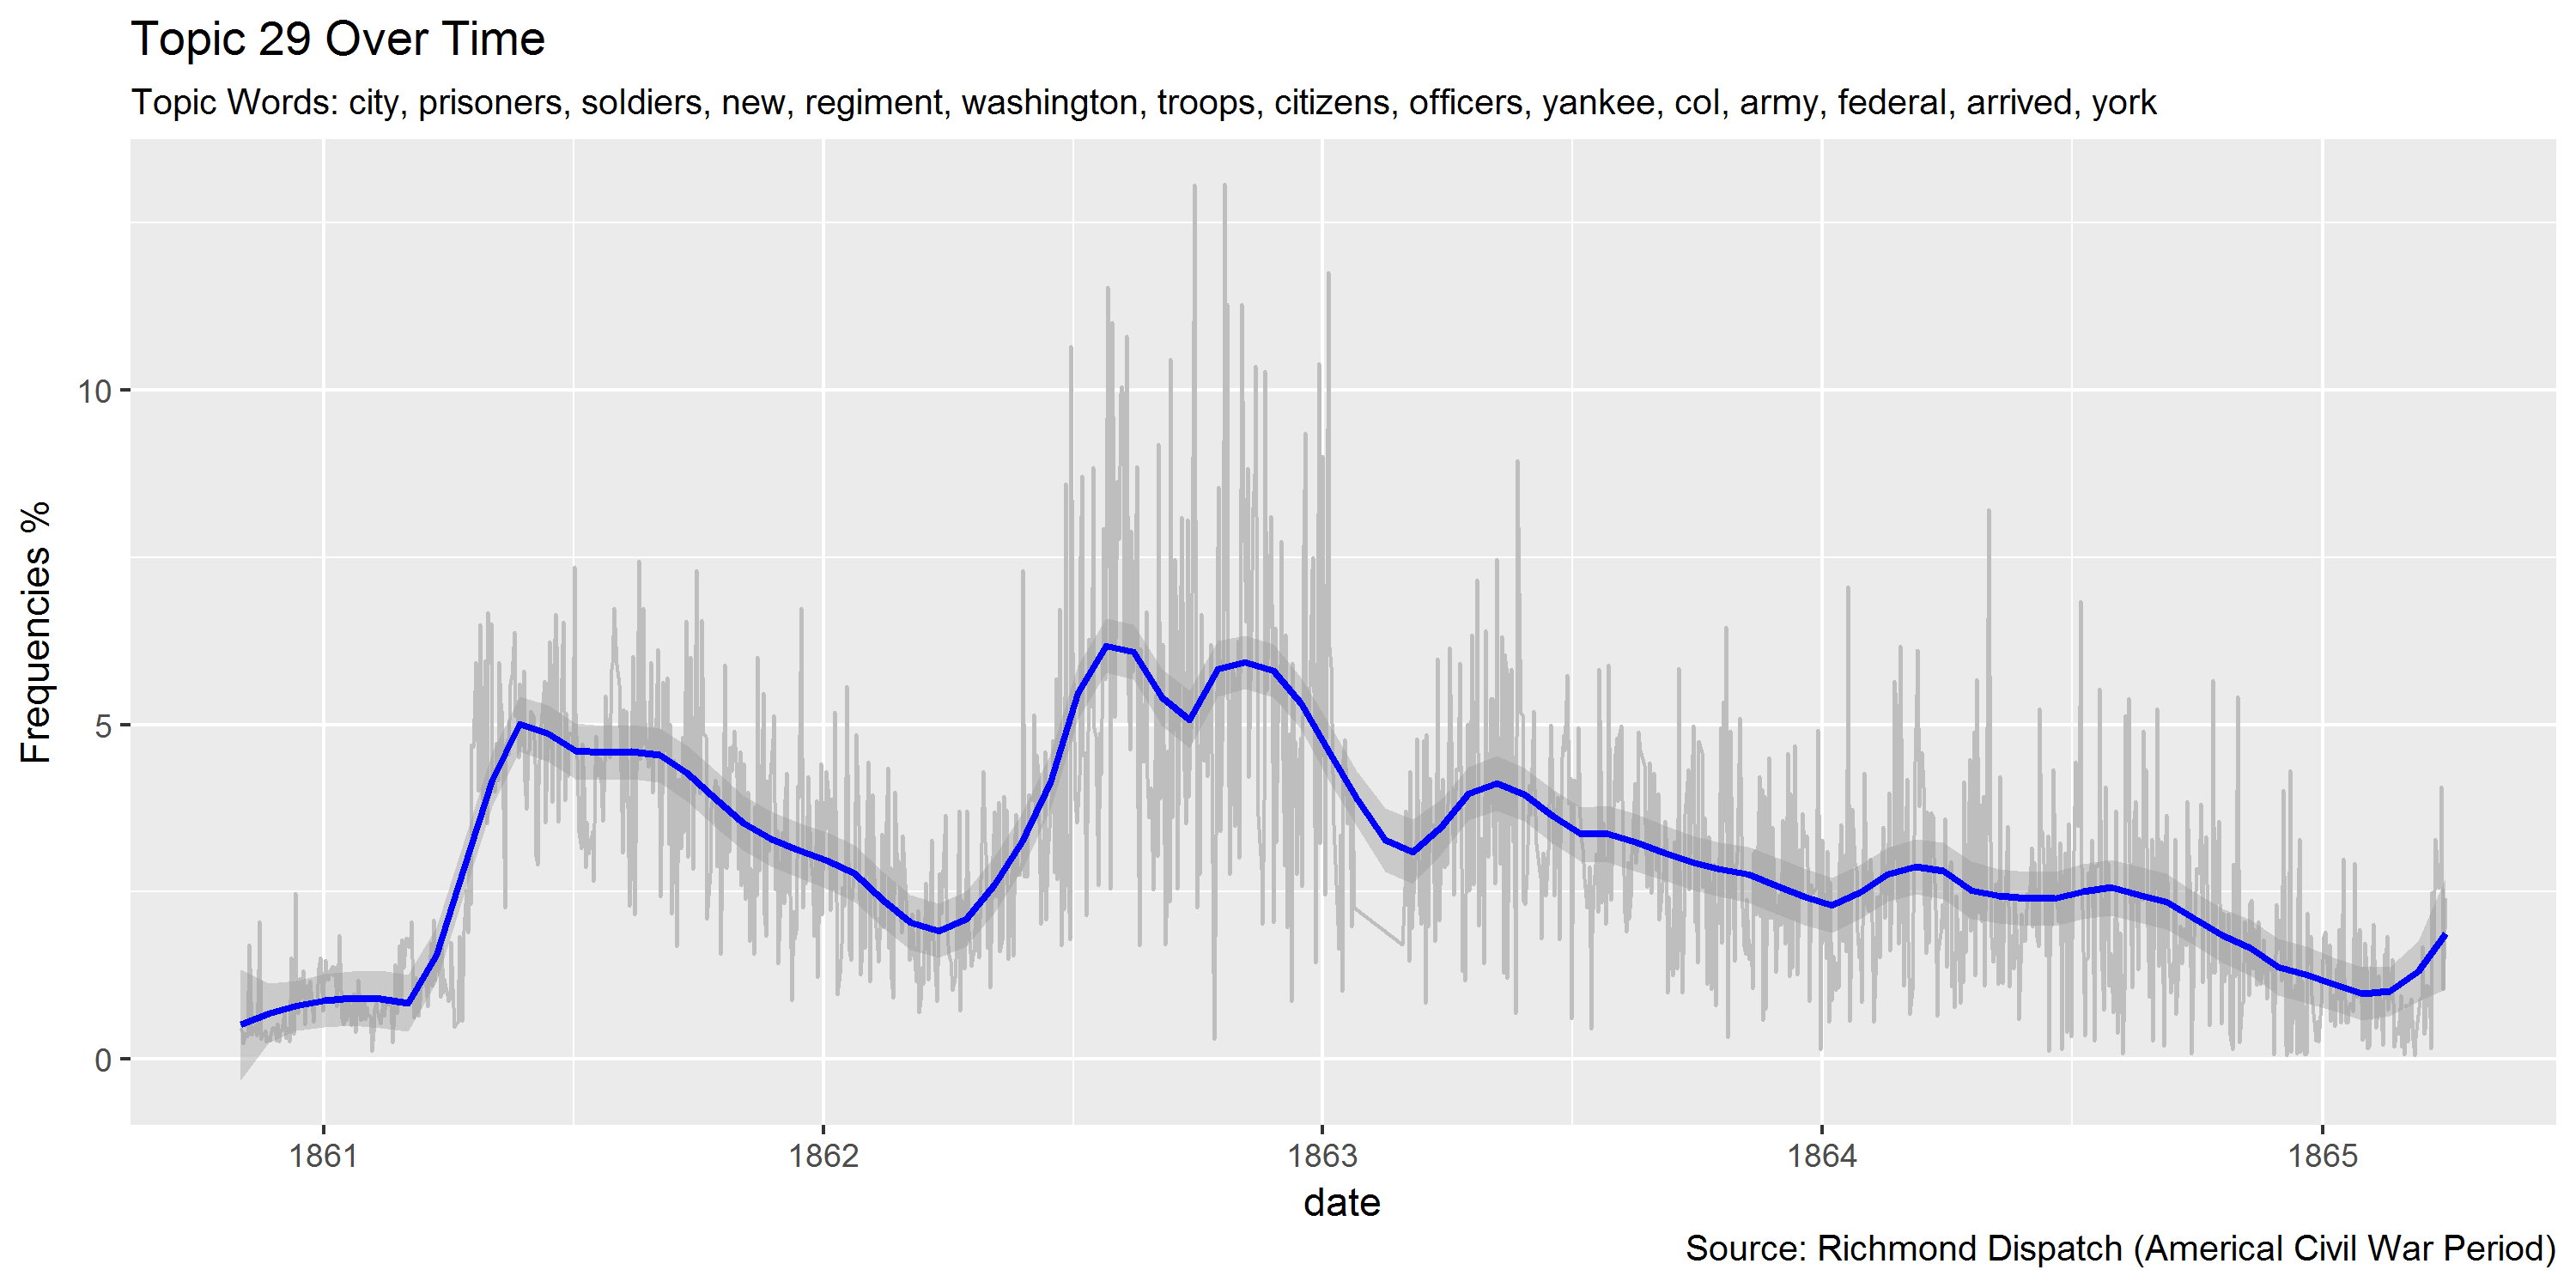 Topic 29 Over Time
Topic Words: city, prisoners, soldiers, new, regiment, washington, troops, citizens, officers, yankee, col, army, federal, arrived, york
Frequencies %
10
5
0
1861 1862 1863 1864 1865
date
Source: Richmond Dispatch (Americal Civil War Period)